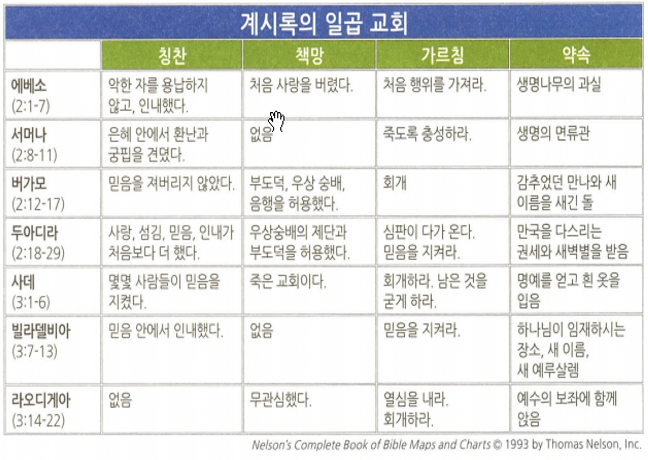 계시록의 일곱 교회
칭찬 책망 가르침 약속
에베소 악한 자를 용납하지 처음 사랑을 버렸다. 처음 행위를 가져라. 생명나무의 과실
(2:1-7) 않고, 인내했다.
서머나 은혜 안에서 환난과 없음 죽도록 충성하라. 생명의 면류관
(2:8-11) 궁핍을 견뎠다.
버가모 믿음을 져버리지 않았다. 부도덕, 우상 숭배, 회개 감추었던 만나와 새
(2:12-17) 음행을 허용했다. 이름을 새긴 돌
두아디라 사랑, 섬김, 믿음, 인내가 우상숭배의 제단과 심판이 다가 온다. 만국을 다스리는
(2:18-29) 처음보다 더 했다. 부도덕을 허용했다. 믿음을 지켜라. 권세와 새벽별을 받음
사데 몇몇 사람들이 믿음을 죽은 교회이다. 회개하라. 남은 것을 명예를 얻고 흰 옷을
(3:1-6) 지켰다. 굳게 하라. 입음
빌라델비아 믿음 안에서 인내했다. 없음 믿음을 지켜라. 하나님이 임재하시는
(3:7-13) 장소, 새 이름,
새 예루살렘
라오디게아 없음 무관심했다. 열심을 내라. 예수의 보좌에 함께
(3:14-22) 회개하라. 앉음
Nelson's Complete Book of Bible Maps and Charts © 1993 by Thomas Nelson, Inc.